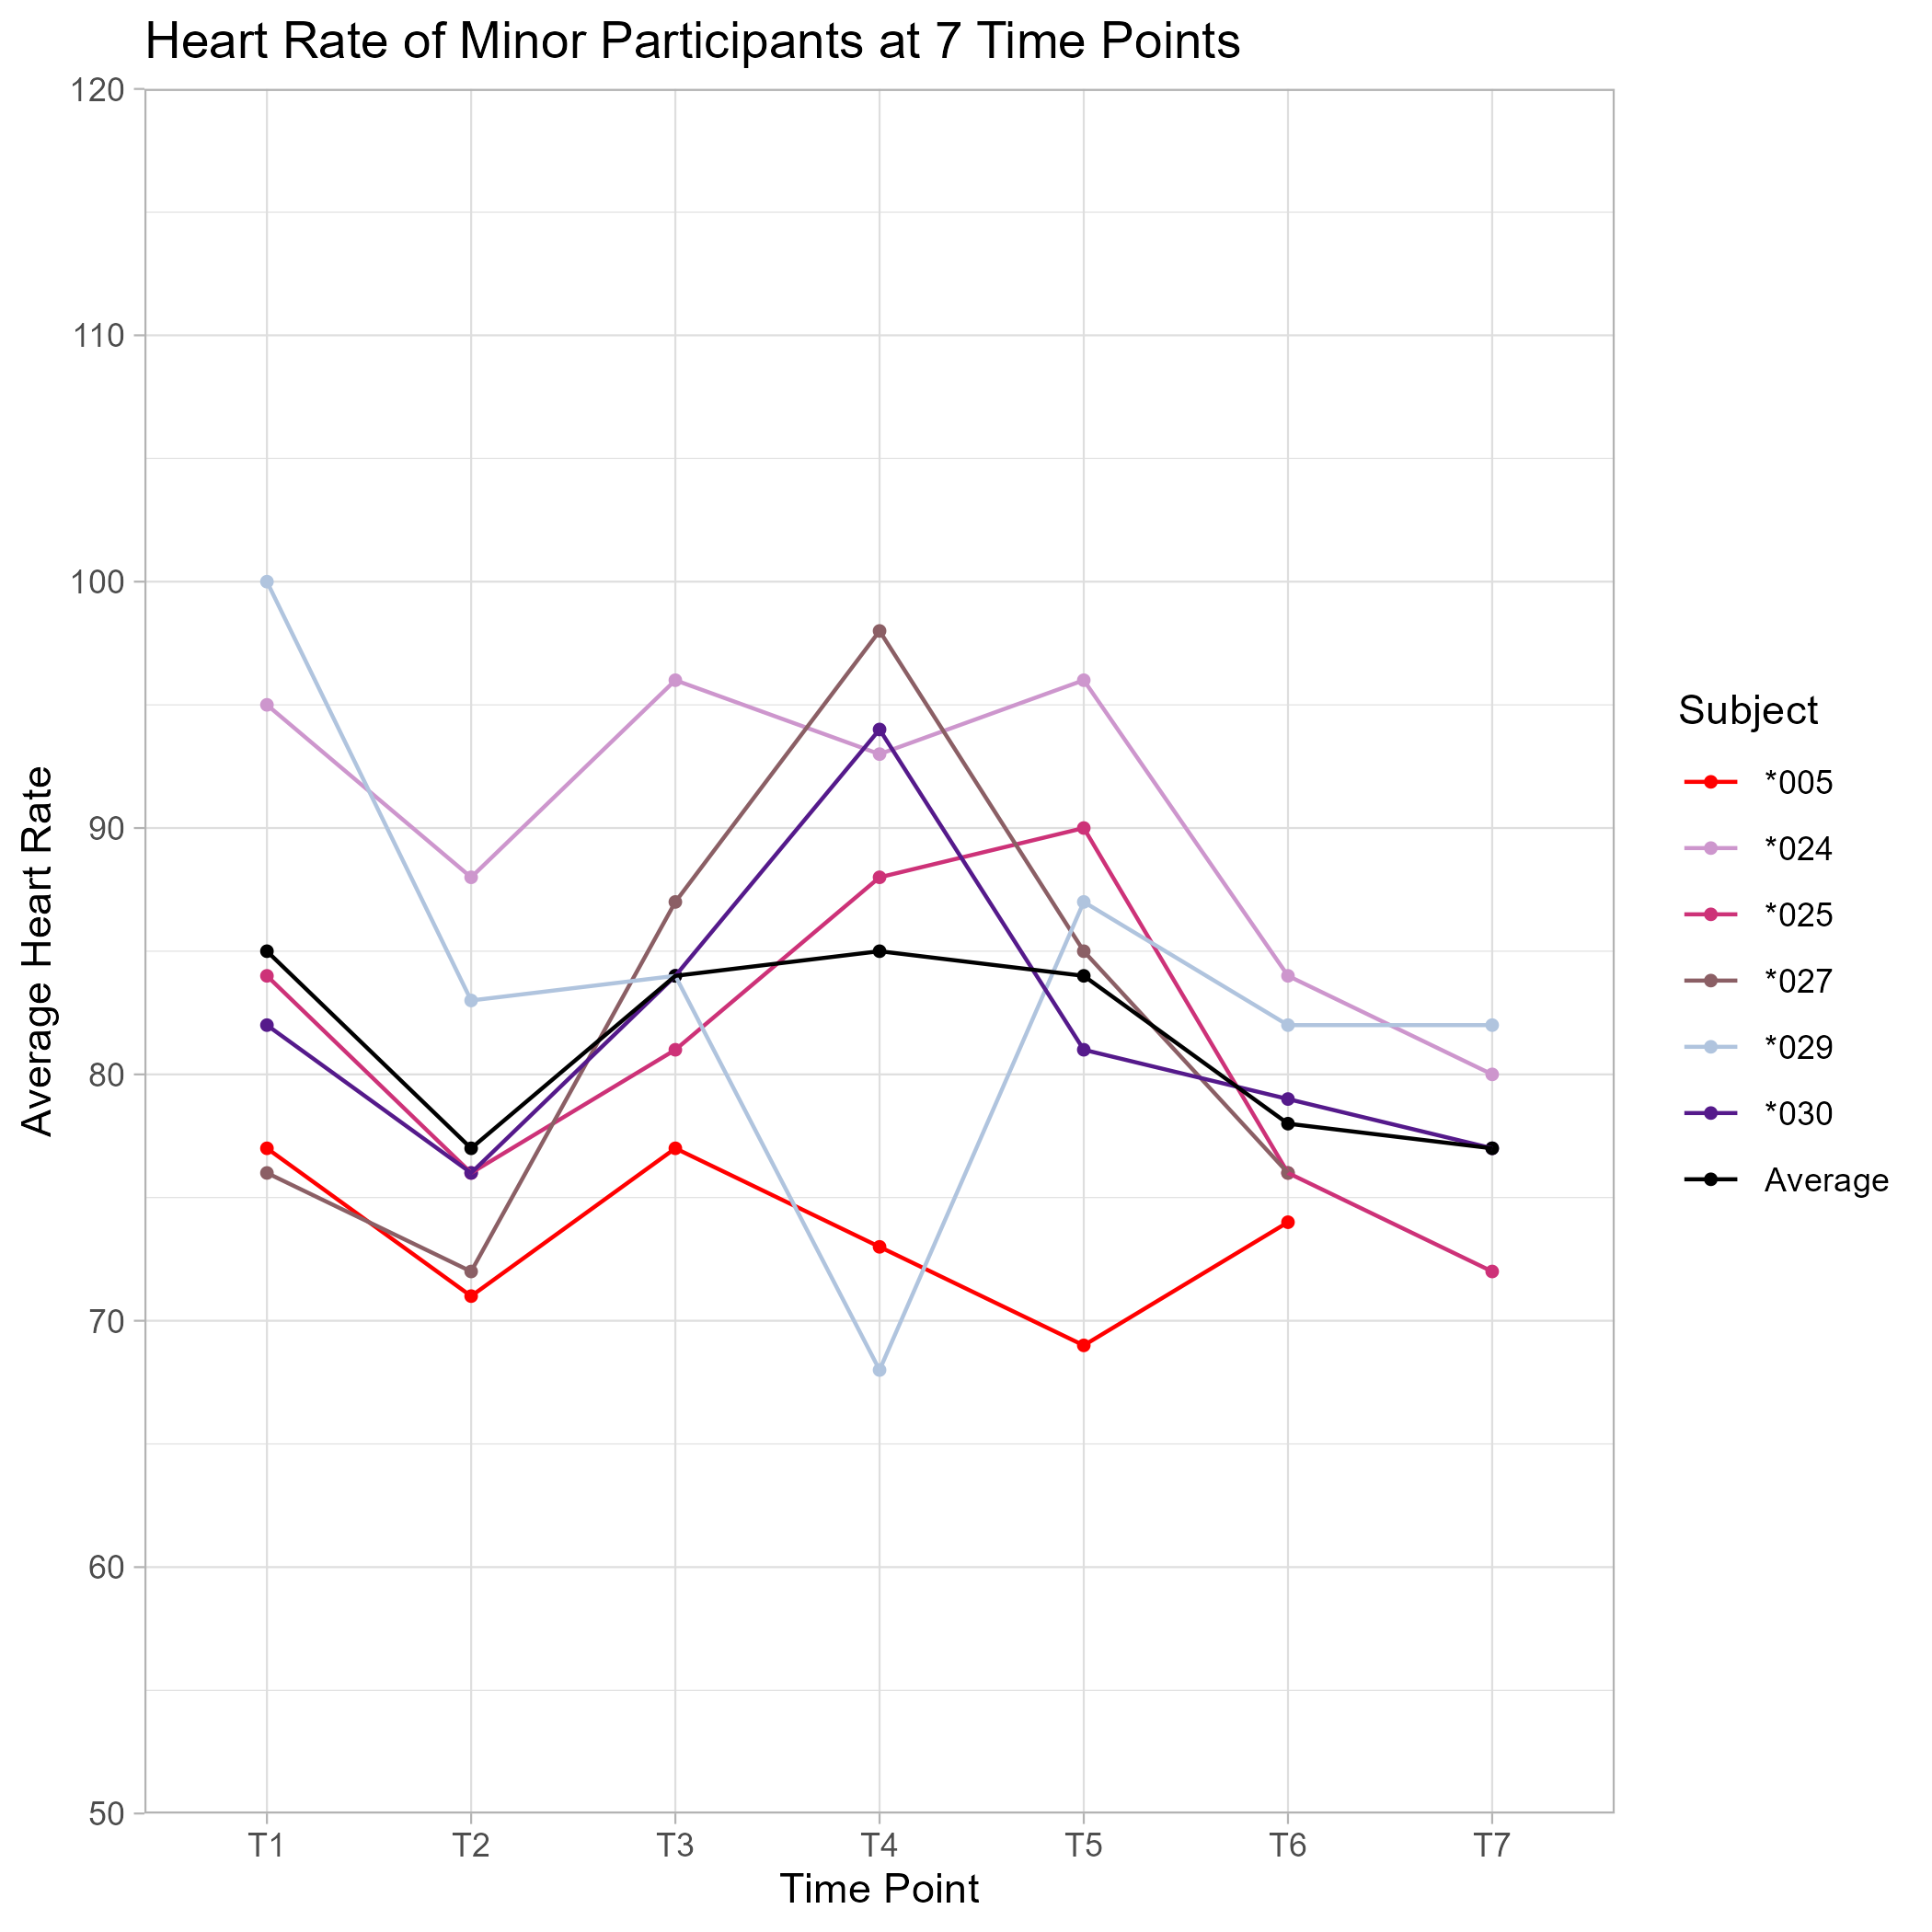 Heart Rate of Minor Participants at 7 Time Points
120
110
100
90
80
70
60
50
Average Heart Rate
T1 T2 T3 T4 T5 T6 T7
Time Point
Subject
*005
*024
*025
*027
*029
*030
Average